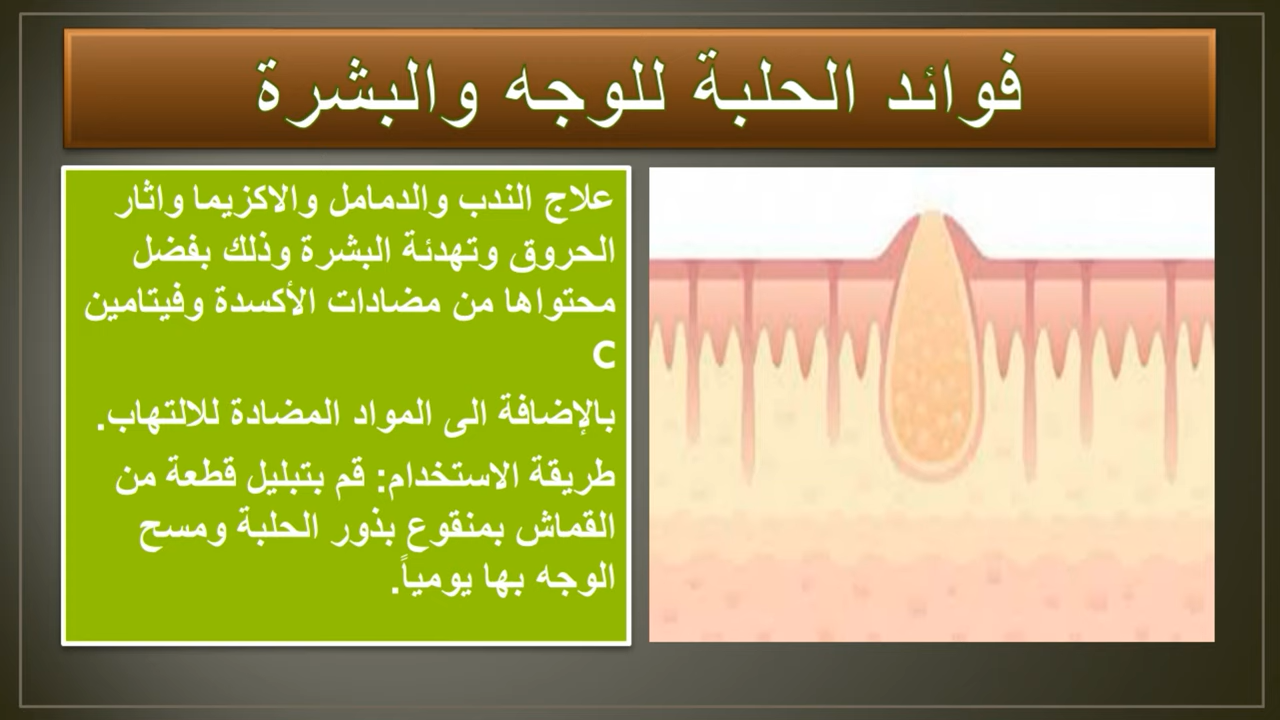 فوائد الحلبة للوجه والبشرة
علاج الندب والدمامل والاكزيما واثار
الحروق وتهدئة البشرة وذلك بفضل
محتواها من مضادات الأكسدة وفيتامين
C
بالإضافة الى المواد المضادة للالتهاب.
طريقة الاستخدام: قم بتبليل قطعة من
القماش بمنقوع بذور الحلبة ومسح
الوجه بها يومياً.